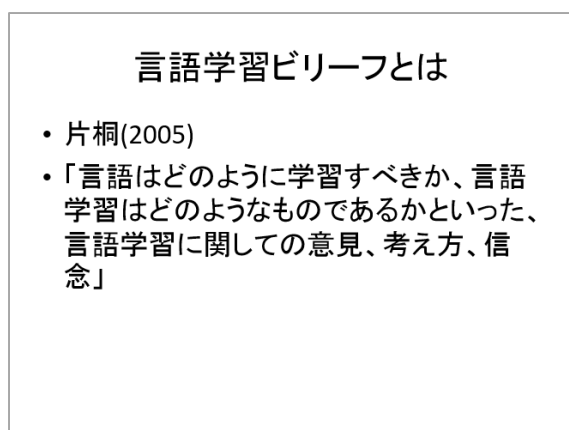 言語学習ビリーフとは
• 片桐(2005)
• 「言語はどのように学習すべきか、言語
学習はどのようなものであるかといった、
言語学習に関しての意見、考え方、信
念」